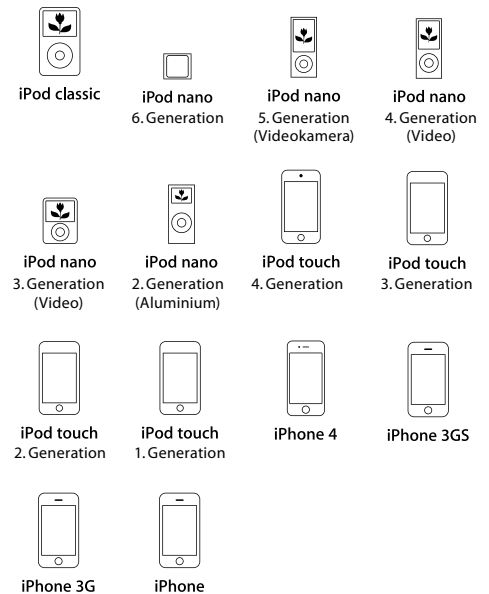 iPod classic
iPod nano
6. Generation
iPod nano
5. Generation
(Videokamera)
iPod nano
4. Generation
(Video)
iPod nano
3. Generation
(Video)
iPod nano
2. Generation
(Aluminium)
iPod touch
4. Generation
iPod touch
3. Generation
iPod touch
2. Generation
iPod touch
1. Generation
iPhone 4
iPhone 3GS
iPhone 3G
iPhone